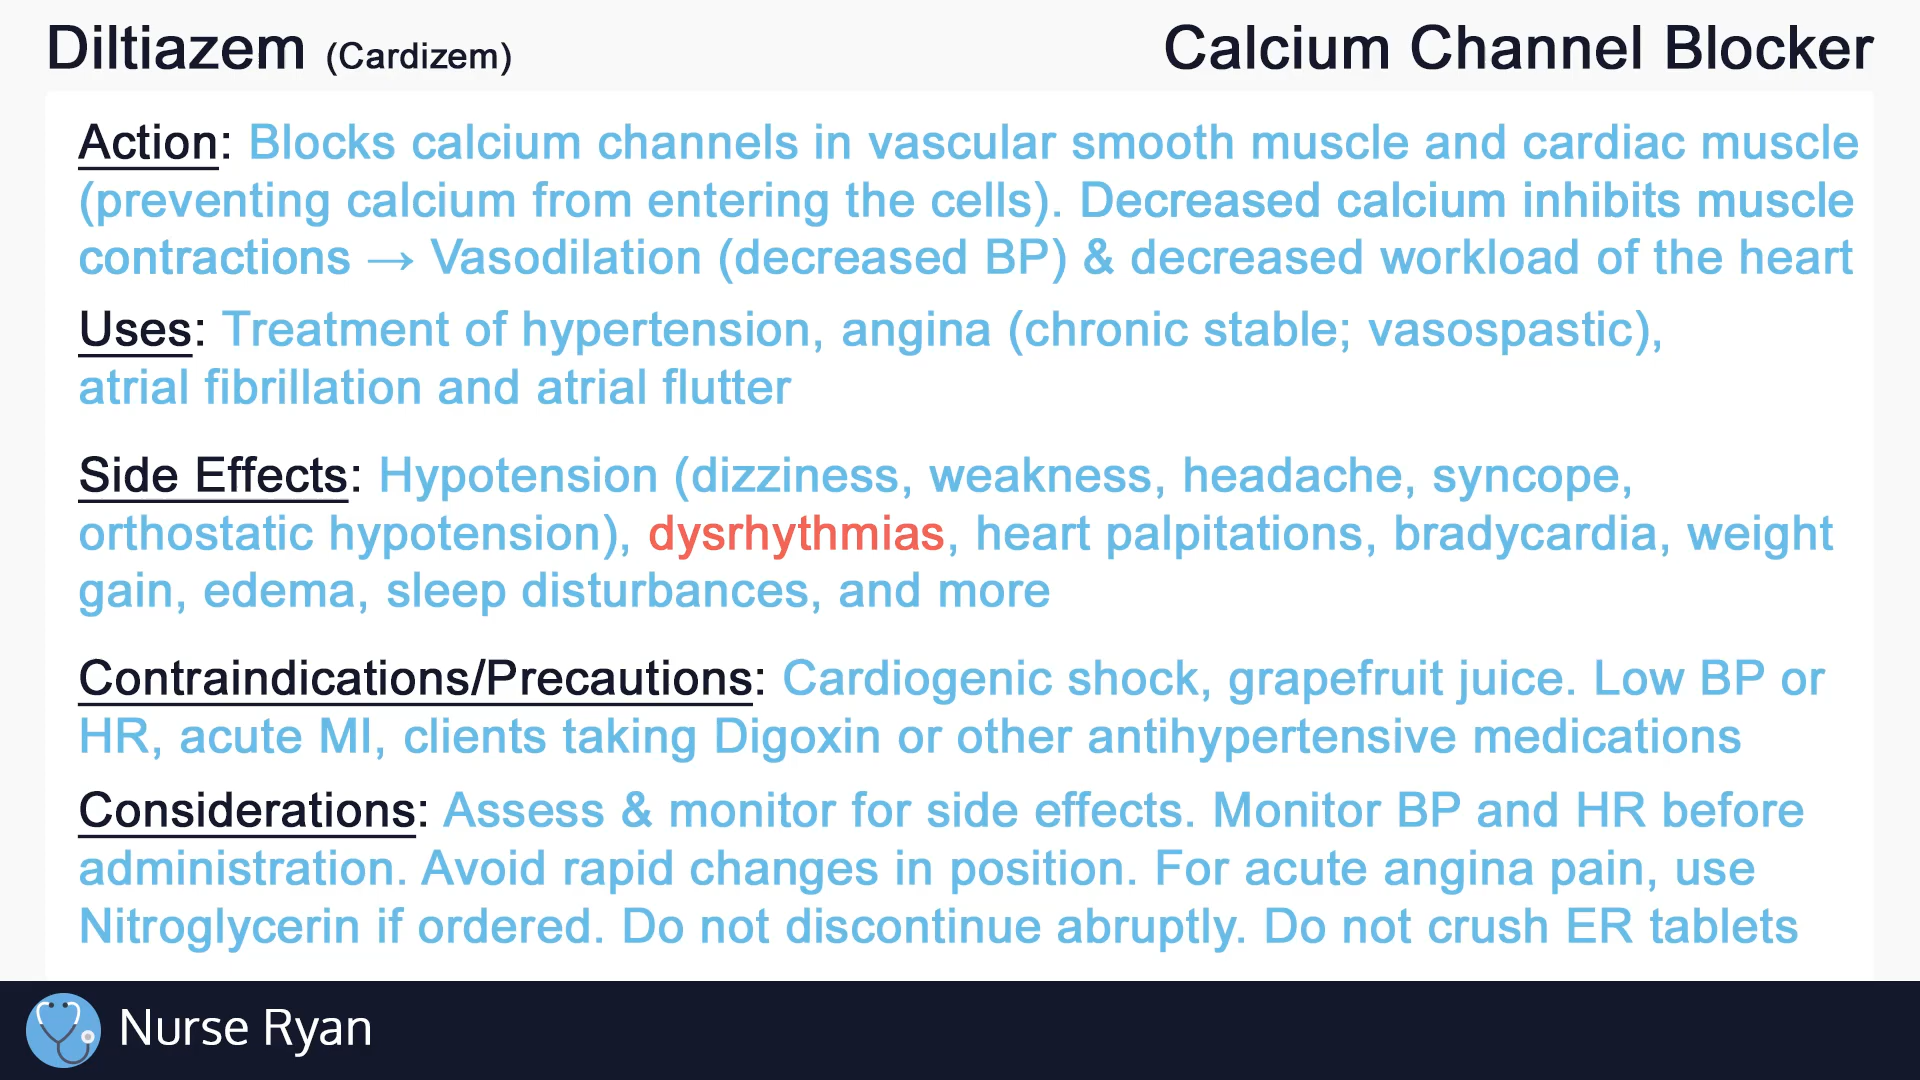 Diltiazem (Cardizem)
Calcium Channel Blocker
Action: Blocks calcium channels in vascular smooth muscle and cardiac muscle
(preventing calcium from entering the cells). Decreased calcium inhibits muscle
contractions → Vasodilation (decreased BP) & decreased workload of the heart
Uses: Treatment of hypertension, angina (chronic stable; vasospastic),
atrial fibrillation and atrial flutter
Side Effects: Hypotension (dizziness, weakness, headache, syncope,
orthostatic hypotension), dysrhythmias, heart palpitations, bradycardia, weight
gain, edema, sleep disturbances, and more
Contraindications/Precautions: Cardiogenic shock, grapefruit juice. Low BP or
HR, acute MI, clients taking Digoxin or other antihypertensive medications
Considerations: Assess & monitor for side effects. Monitor BP and HR before
administration. Avoid rapid changes in position. For acute angina pain, use
Nitroglycerin if ordered. Do not discontinue abruptly. Do not crush ER tablets
Nurse Ryan